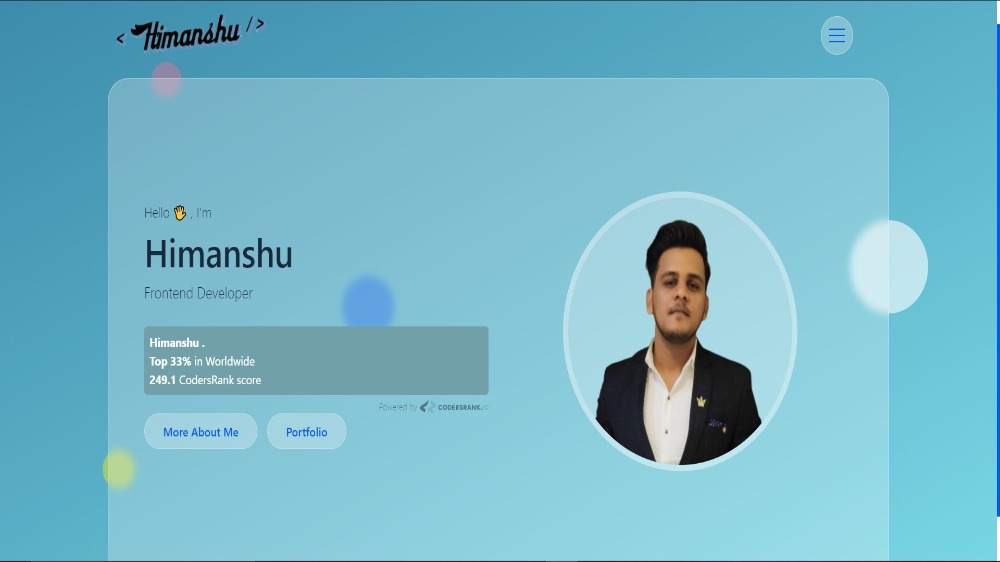 < Himanshu />
Hello 👋 , I'm
Himanshu
Frontend Developer
Himanshu .
Top 33% in Worldwide
249.1 CodersRank score
Powered by CODERSRANK
More About Me
Portfolio